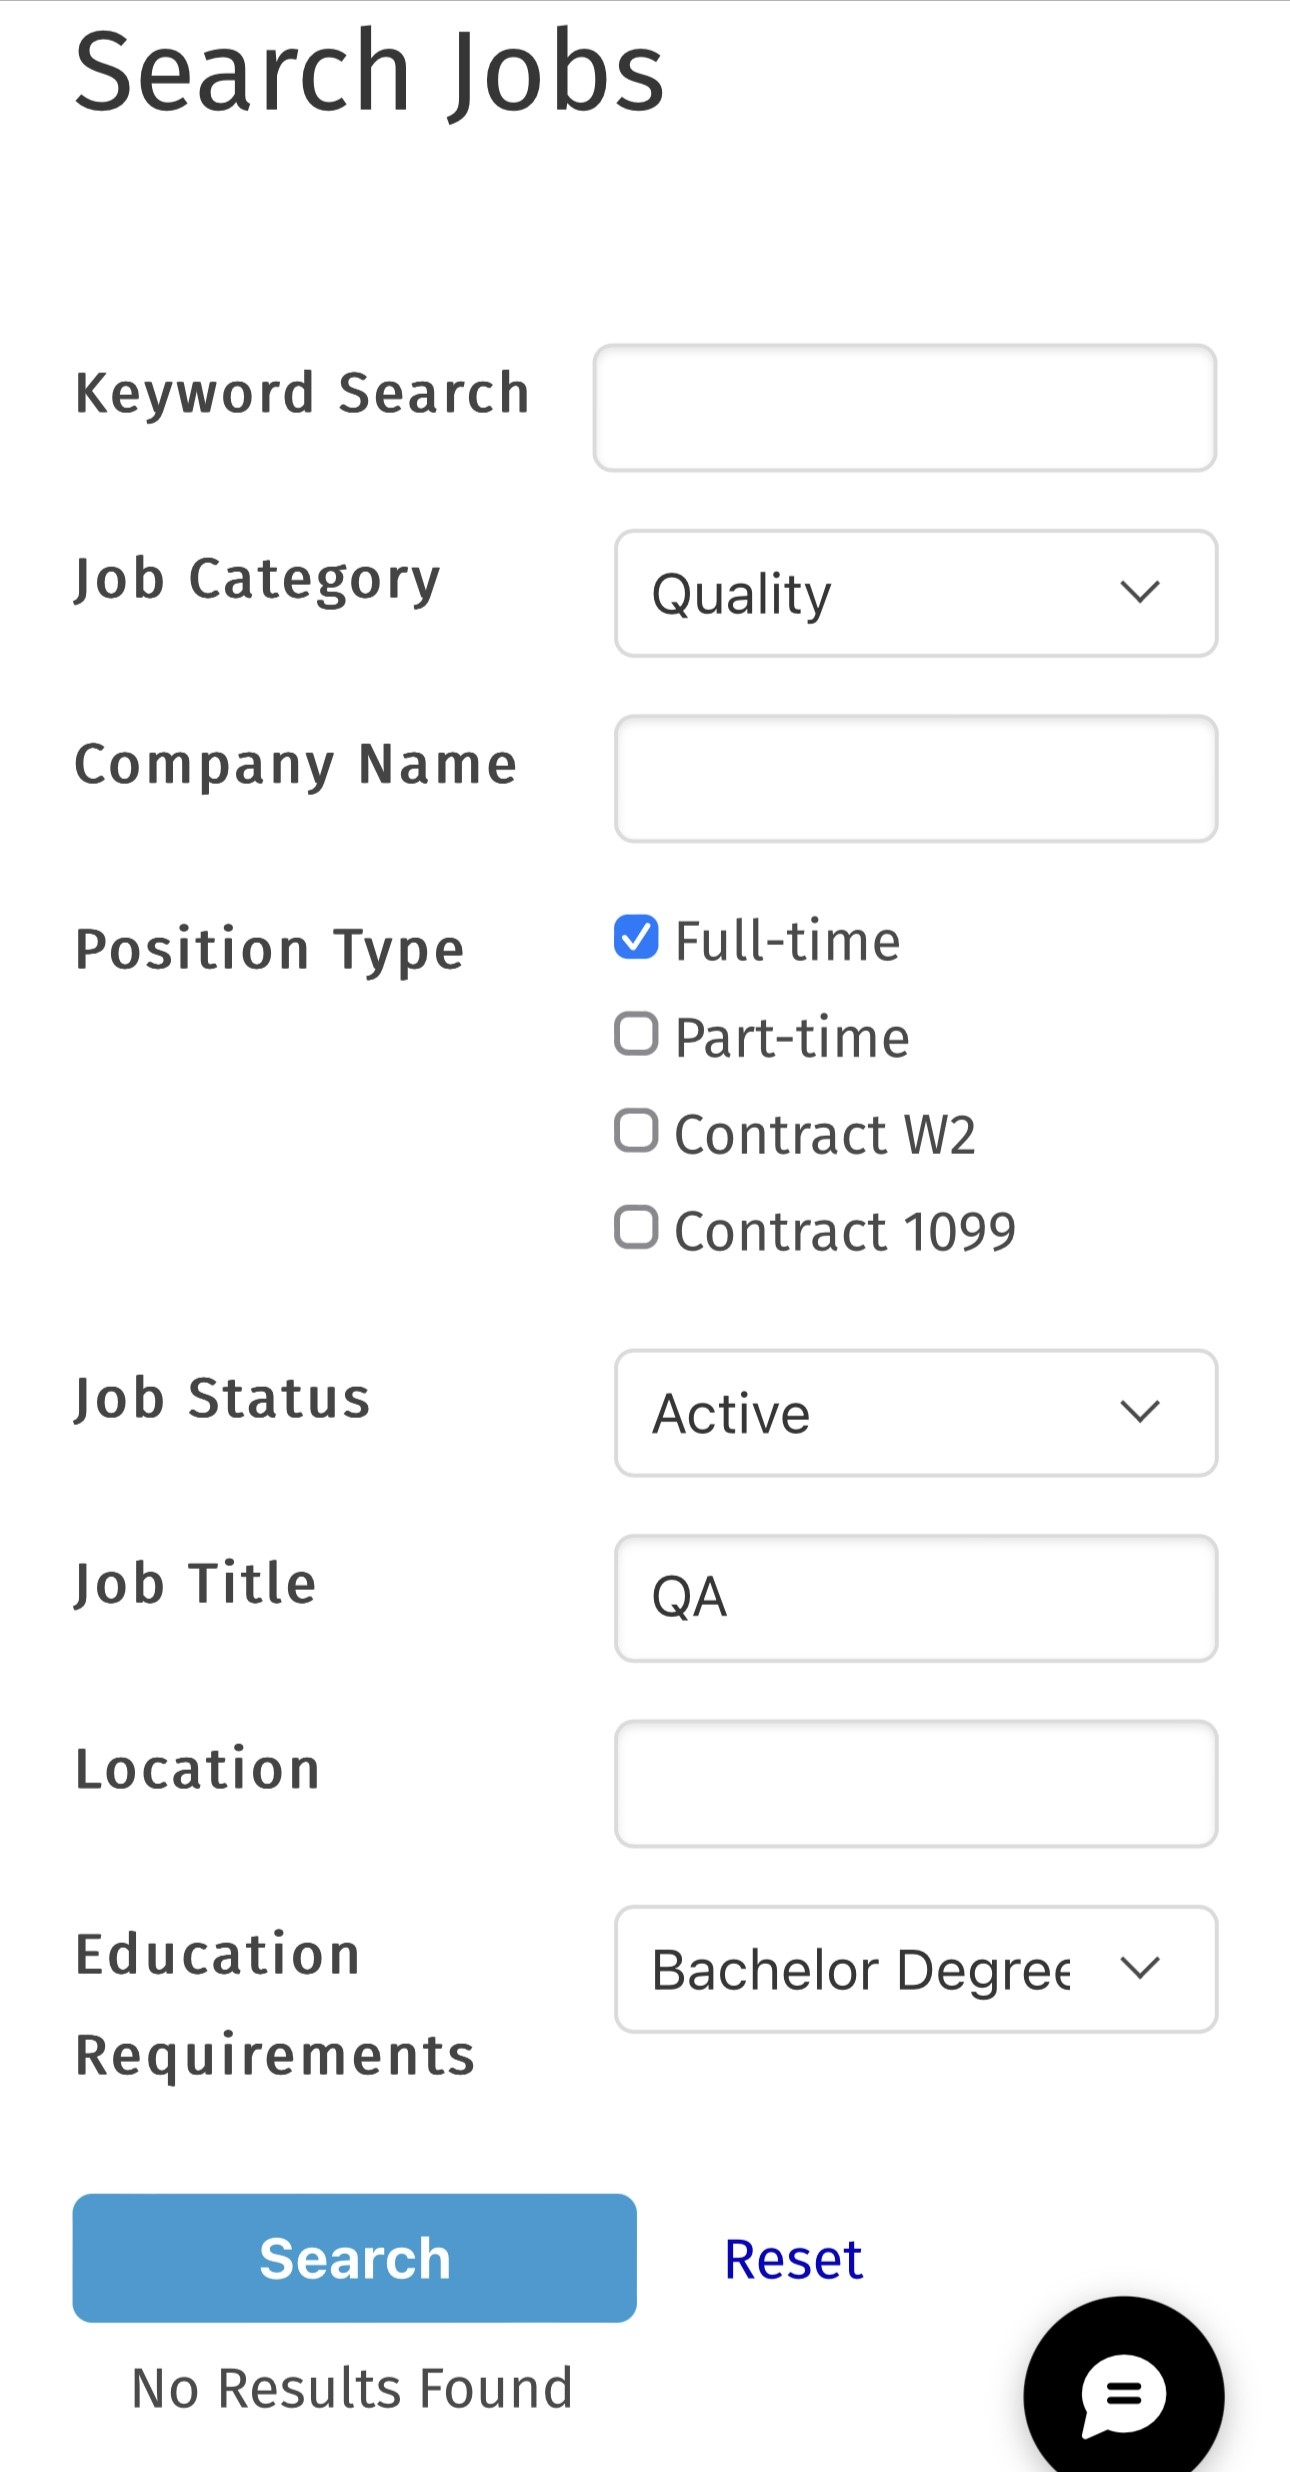 Search Jobs
Keyword Search
Job Category
Quality
Company Name
Position Type
Full-time
Part-time
Contract W2
Contract 1099
Job Status
Active
Job Title
QA
Location
Education
Requirements
Bachelor Degree
Search
Reset
No Results Found